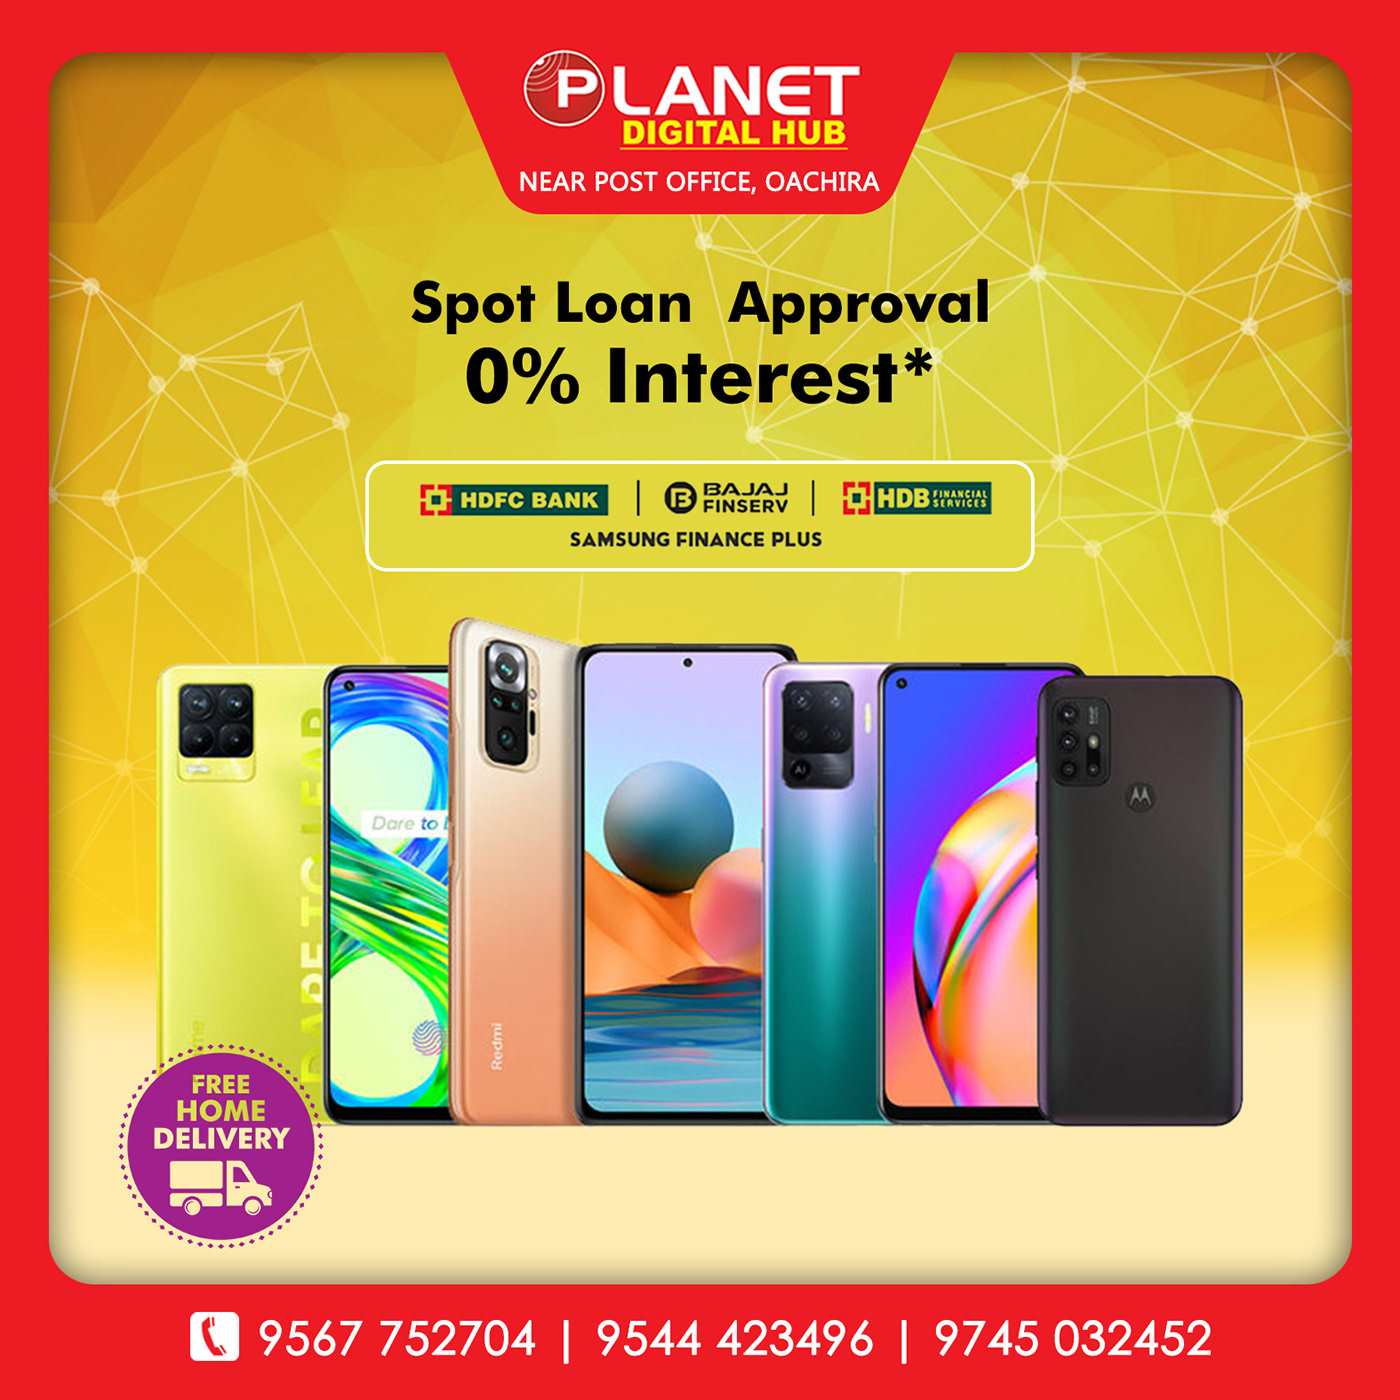 PLANET
DIGITAL HUB
NEAR POST OFFICE, OACHIRA
Spot Loan Approval
0% Interest*
HDFC BANK | BAJAJ FINSERV | HDB FINANCIAL SERVICES
SAMSUNG FINANCE PLUS
DARE TO LEAP
Dare to
Redmi
AI
FREE
HOME
DELIVERY
9567 752704 | 9544 423496 | 9745 032452